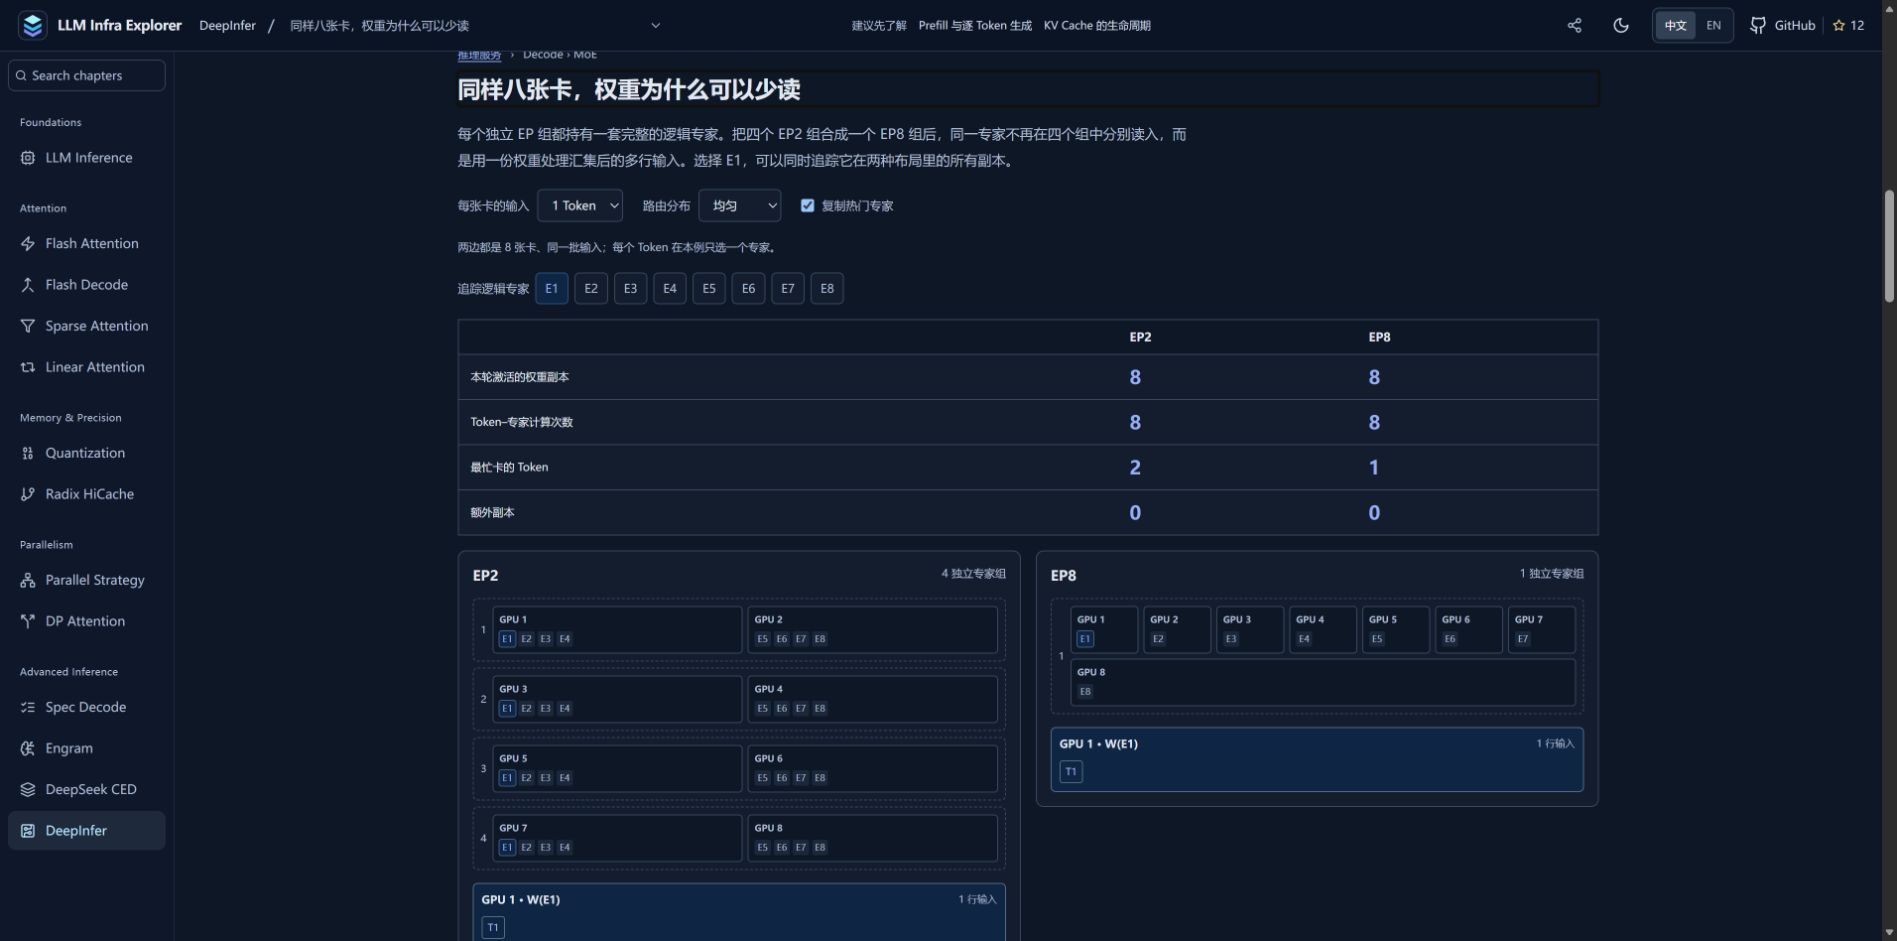 LLM Infra Explorer
DeepInfer / 同样八张卡，权重为什么可以少读
建议先了解 Prefill 与逐 Token 生成 KV Cache 的生命周期
中文 EN
GitHub 12
Search chapters
Foundations
LLM Inference
Attention
Flash Attention
Flash Decode
Sparse Attention
Linear Attention
Memory & Precision
Quantization
Radix HiCache
Parallelism
Parallel Strategy
DP Attention
Advanced Inference
Spec Decode
Engram
DeepSeek CED
DeepInfer
推理服务 › Decode › MoE
同样八张卡，权重为什么可以少读
每个独立 EP 组都持有一套完整的逻辑专家。把四个 EP2 组合成一个 EP8 组后，同一专家不再在四个组中分别读入，而
是用一份权重处理汇集后的多行输入。选择 E1，可以同时追踪它在两种布局里的所有副本。
每张卡的输入 1 Token 路由分布 均匀 复制热门专家
两边都是 8 张卡、同一批输入；每个 Token 在本例只选一个专家。
追踪逻辑专家 E1 E2 E3 E4 E5 E6 E7 E8
EP2 EP8
本轮激活的权重副本 8 8
Token–专家计算次数 8 8
最忙卡的 Token 2 1
额外副本 0 0
EP2 4 独立专家组
1
GPU 1 GPU 2
E1 E2 E3 E4 E5 E6 E7 E8
2
GPU 3 GPU 4
E1 E2 E3 E4 E5 E6 E7 E8
3
GPU 5 GPU 6
E1 E2 E3 E4 E5 E6 E7 E8
4
GPU 7 GPU 8
E1 E2 E3 E4 E5 E6 E7 E8
GPU 1 • W(E1) 1 行输入
T1
EP8 1 独立专家组
1
GPU 1 GPU 2 GPU 3 GPU 4 GPU 5 GPU 6 GPU 7
E1 E2 E3 E4 E5 E6 E7
GPU 8
E8
GPU 1 • W(E1) 1 行输入
T1